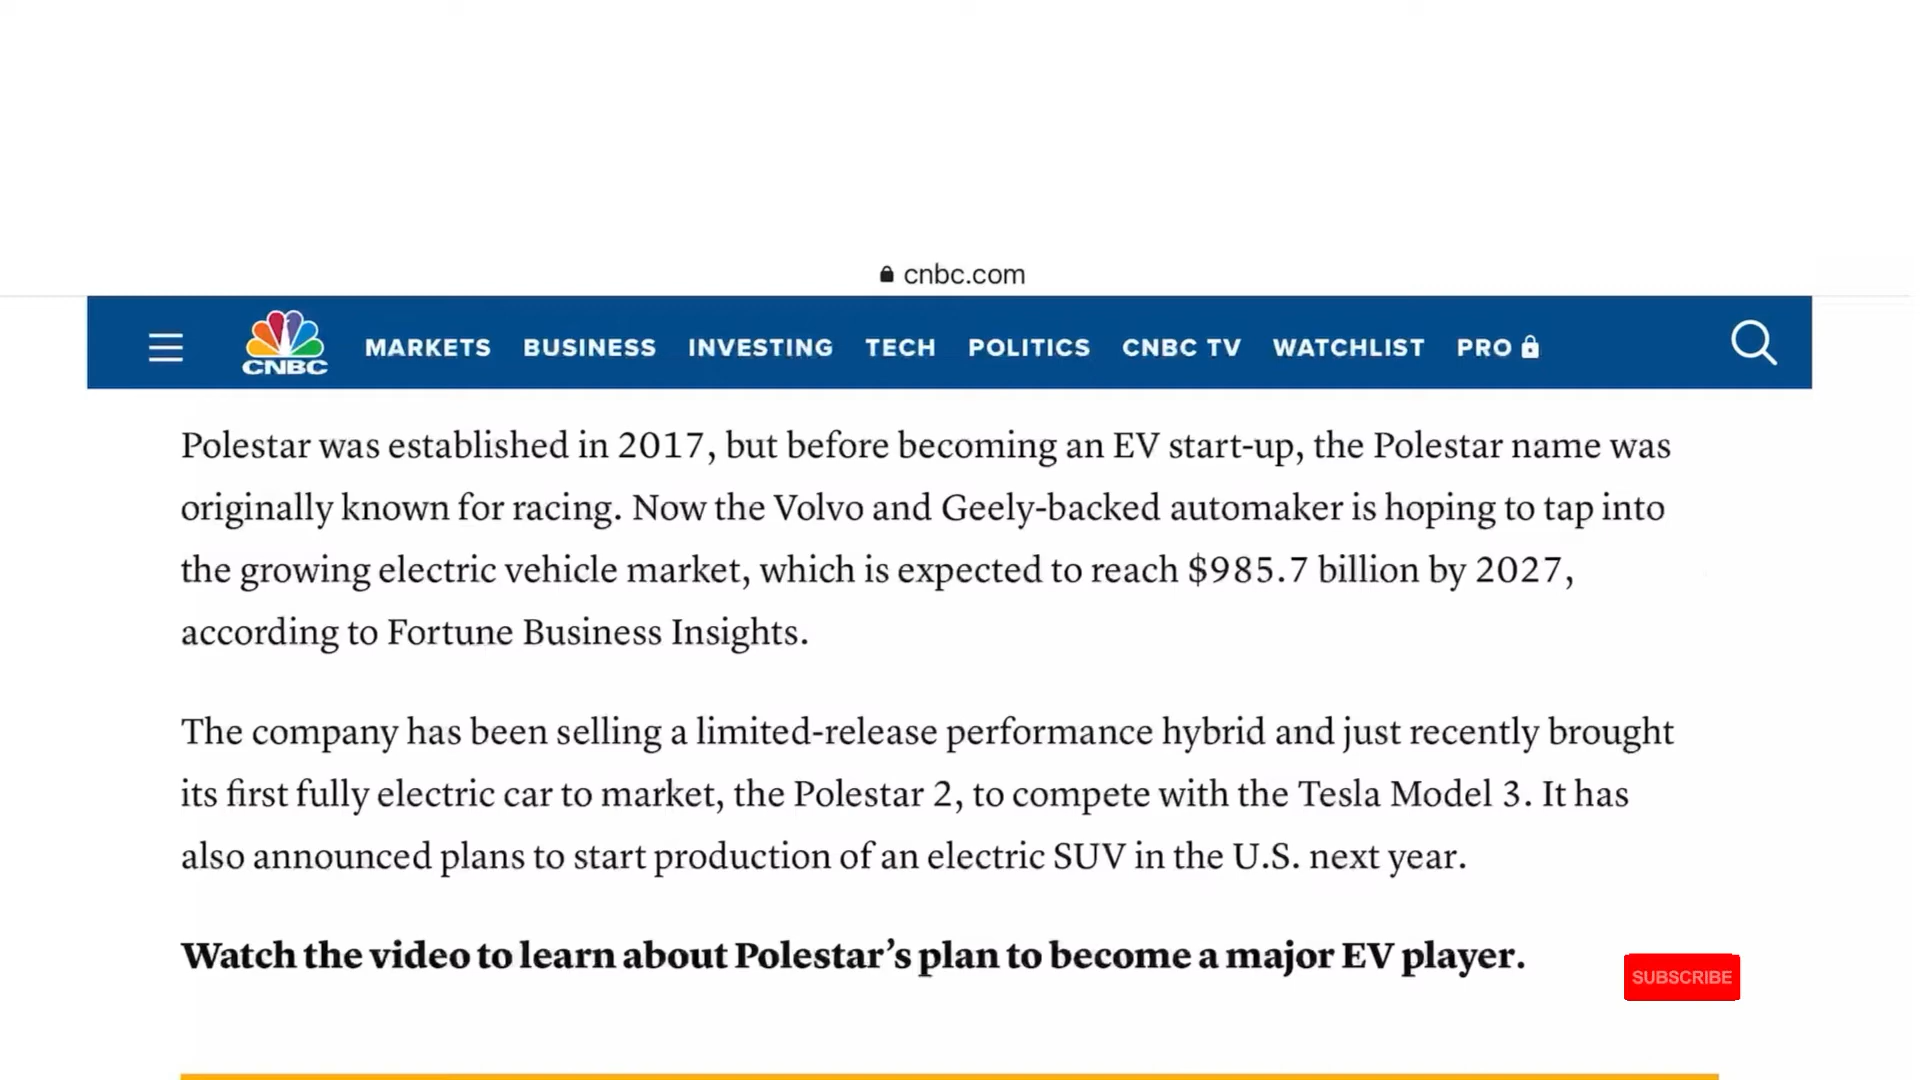 cnbc.com
CNBC MARKETS BUSINESS INVESTING TECH POLITICS CNBC TV WATCHLIST PRO
Polestar was established in 2017, but before becoming an EV start-up, the Polestar name was
originally known for racing. Now the Volvo and Geely-backed automaker is hoping to tap into
the growing electric vehicle market, which is expected to reach $985.7 billion by 2027,
according to Fortune Business Insights.
The company has been selling a limited-release performance hybrid and just recently brought
its first fully electric car to market, the Polestar 2, to compete with the Tesla Model 3. It has
also announced plans to start production of an electric SUV in the U.S. next year.
Watch the video to learn about Polestar’s plan to become a major EV player.
SUBSCRIBE